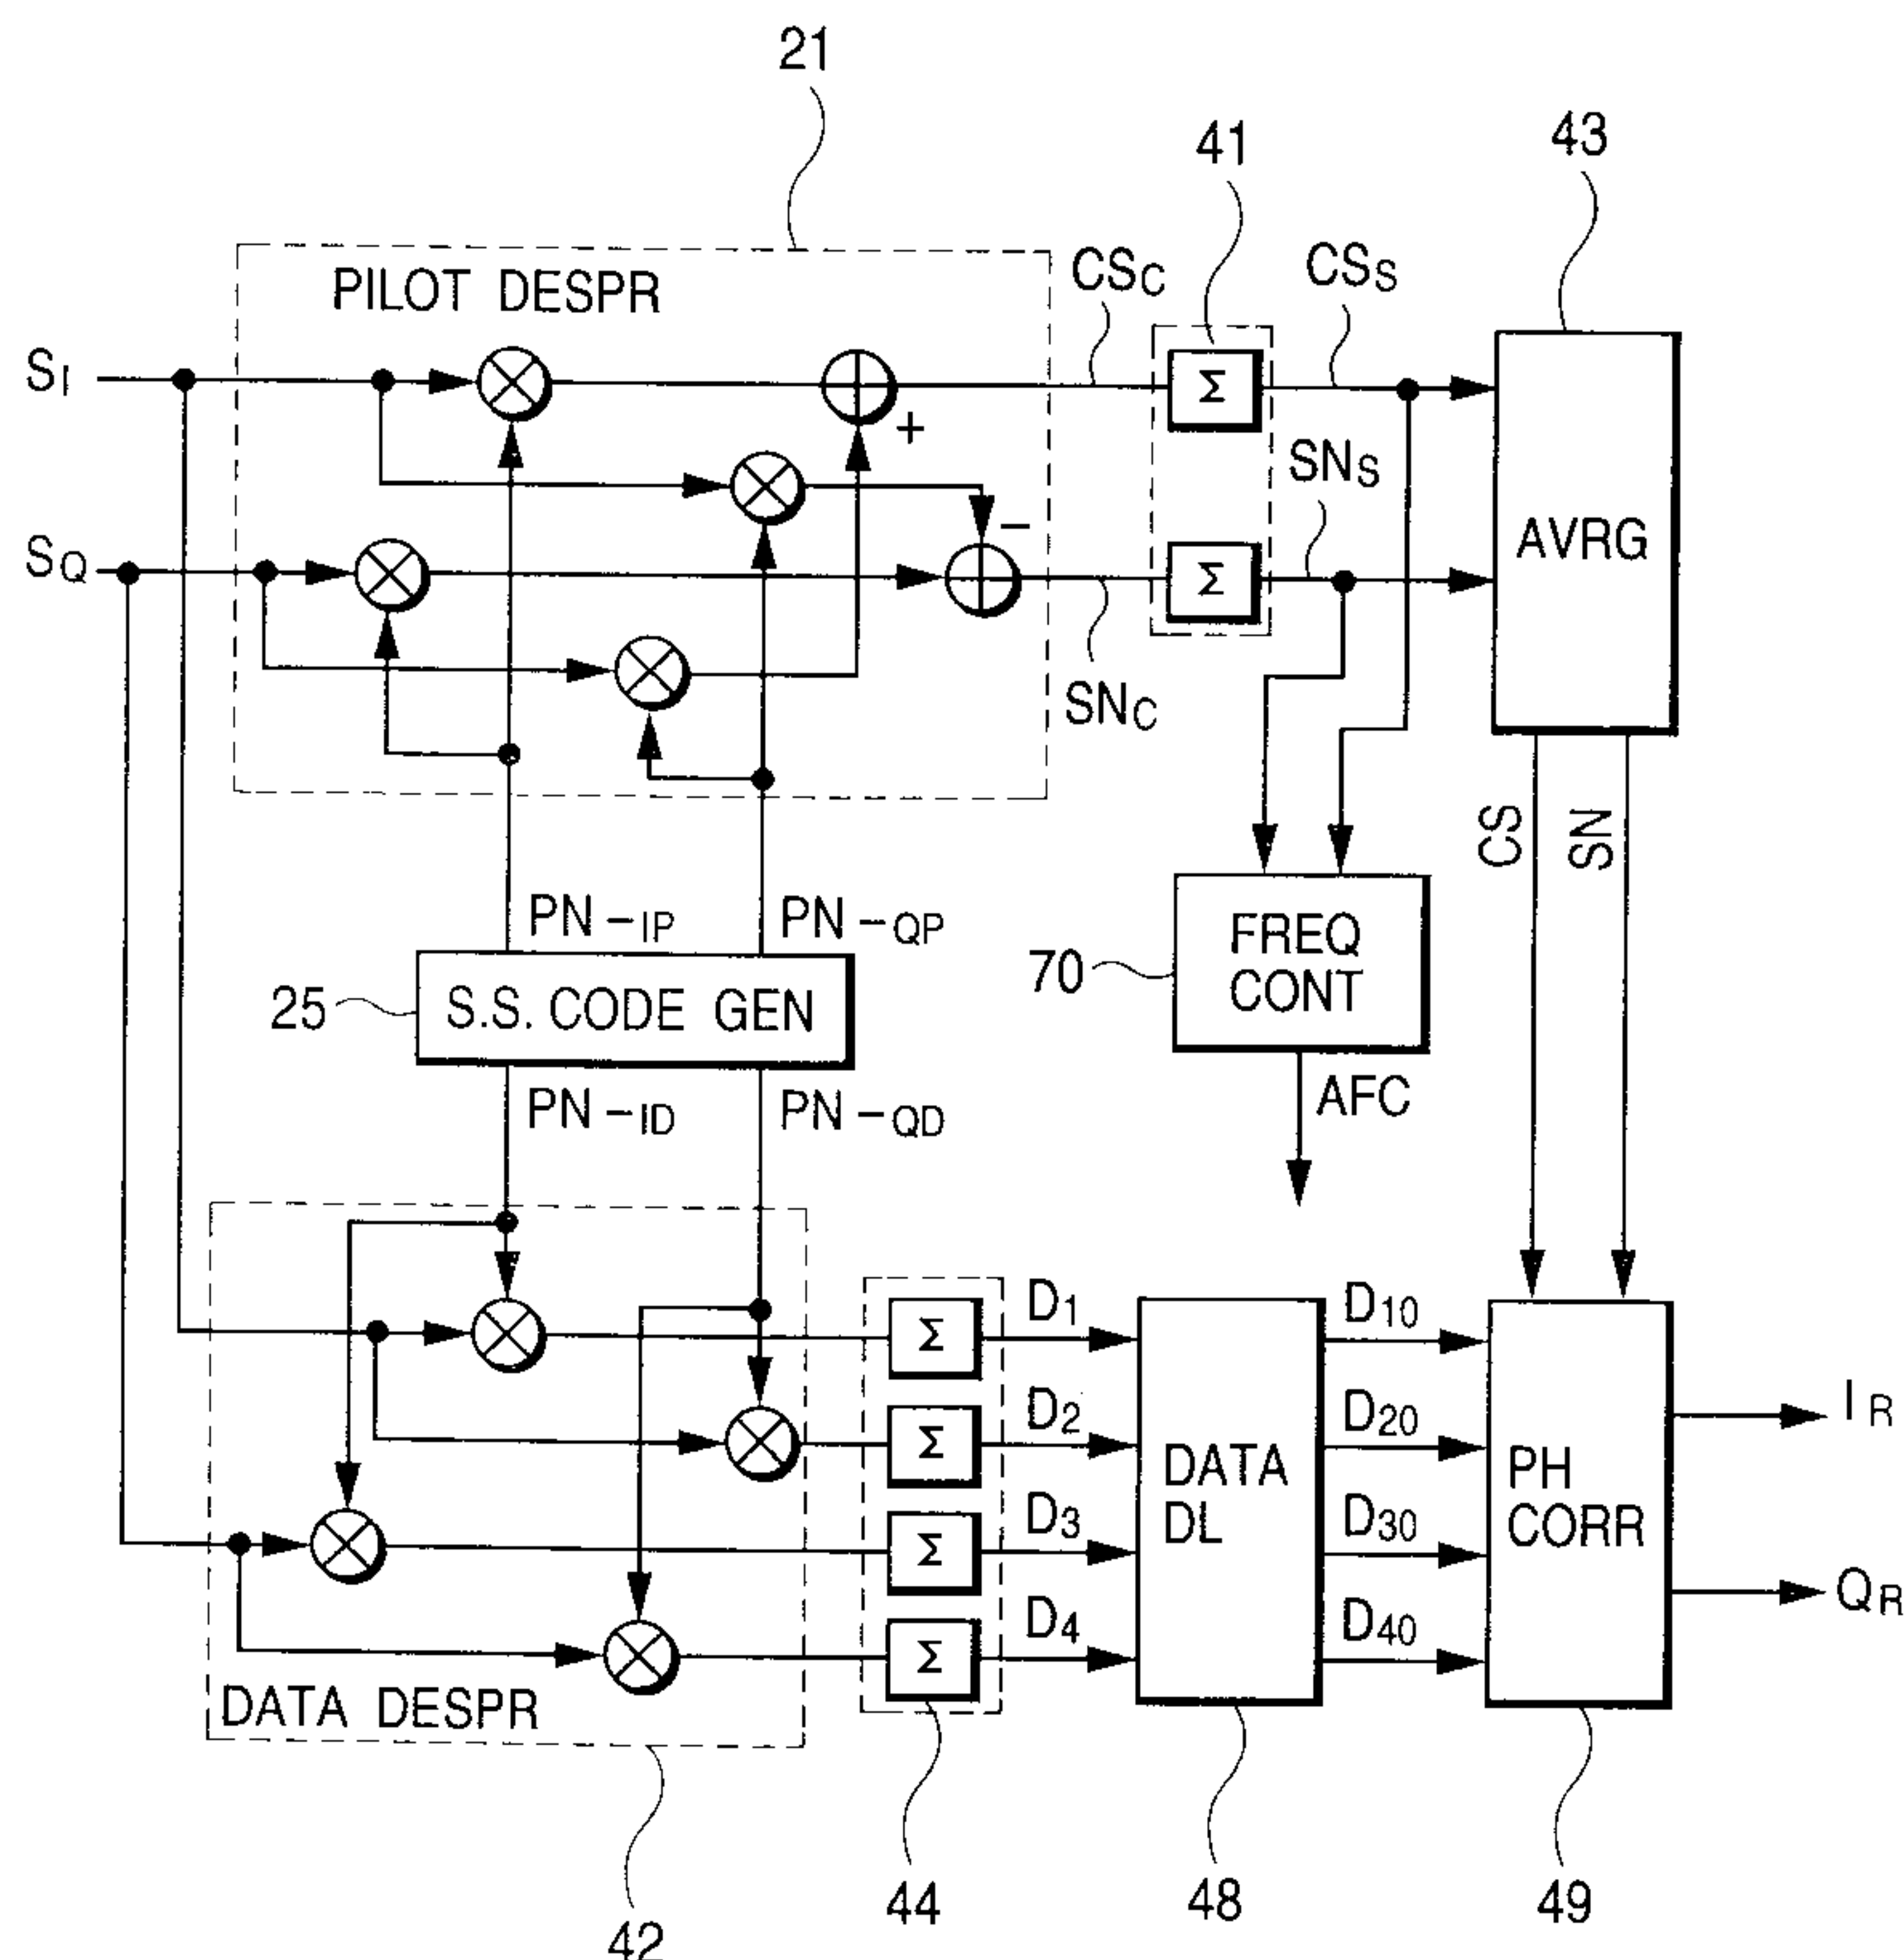 21
43
41
PILOT DESPR
CSC
CSS
SI
+
Σ
SNS
−
AVRG
SQ
Σ
SNC
CS
SN
PN-IP
PN-QP
FREQ
CONT
70
25
S.S. CODE GEN
PN-ID
PN-QD
AFC
Σ
D1
D10
IR
Σ
D2
D20
DATA
DL
PH
CORR
Σ
D3
D30
QR
Σ
D4
D40
DATA DESPR
42
44
48
49